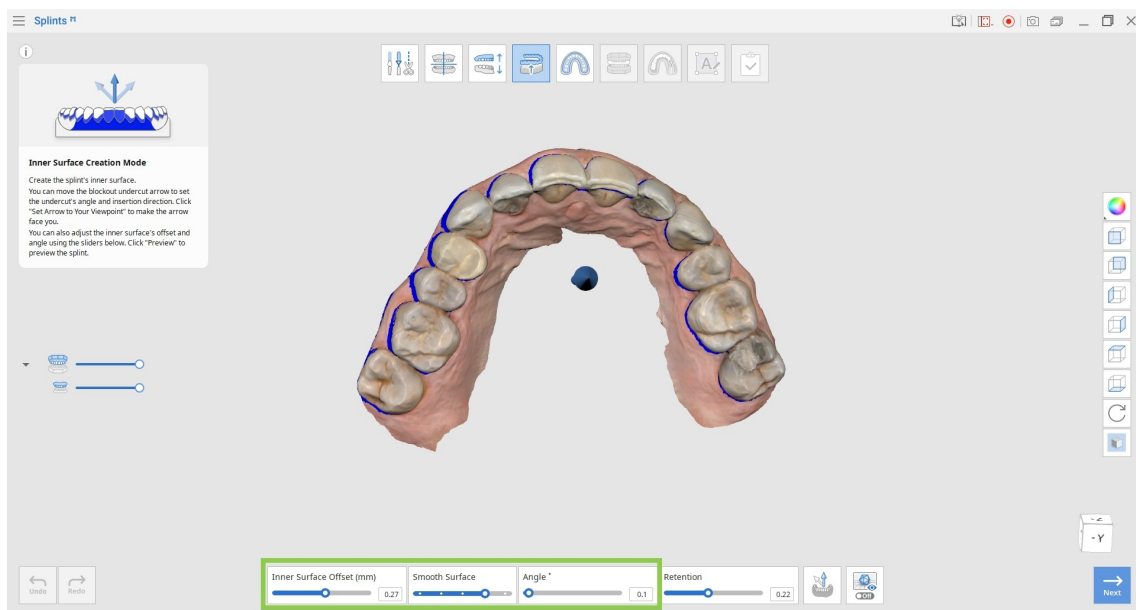 Splints
i
Inner Surface Creation Mode
Create the splint's inner surface.
You can move the blockout undercut arrow to set
the undercut's angle and insertion direction. Click
"Set Arrow to Your Viewpoint" to make the arrow
face you.
You can also adjust the inner surface's offset and
angle using the sliders below. Click "Preview" to
preview the splint.
A
- Z
- Y
Undo
Redo
Inner Surface Offset (mm)
0.27
Smooth Surface
Angle °
0.1
Retention
0.22
Off
Next